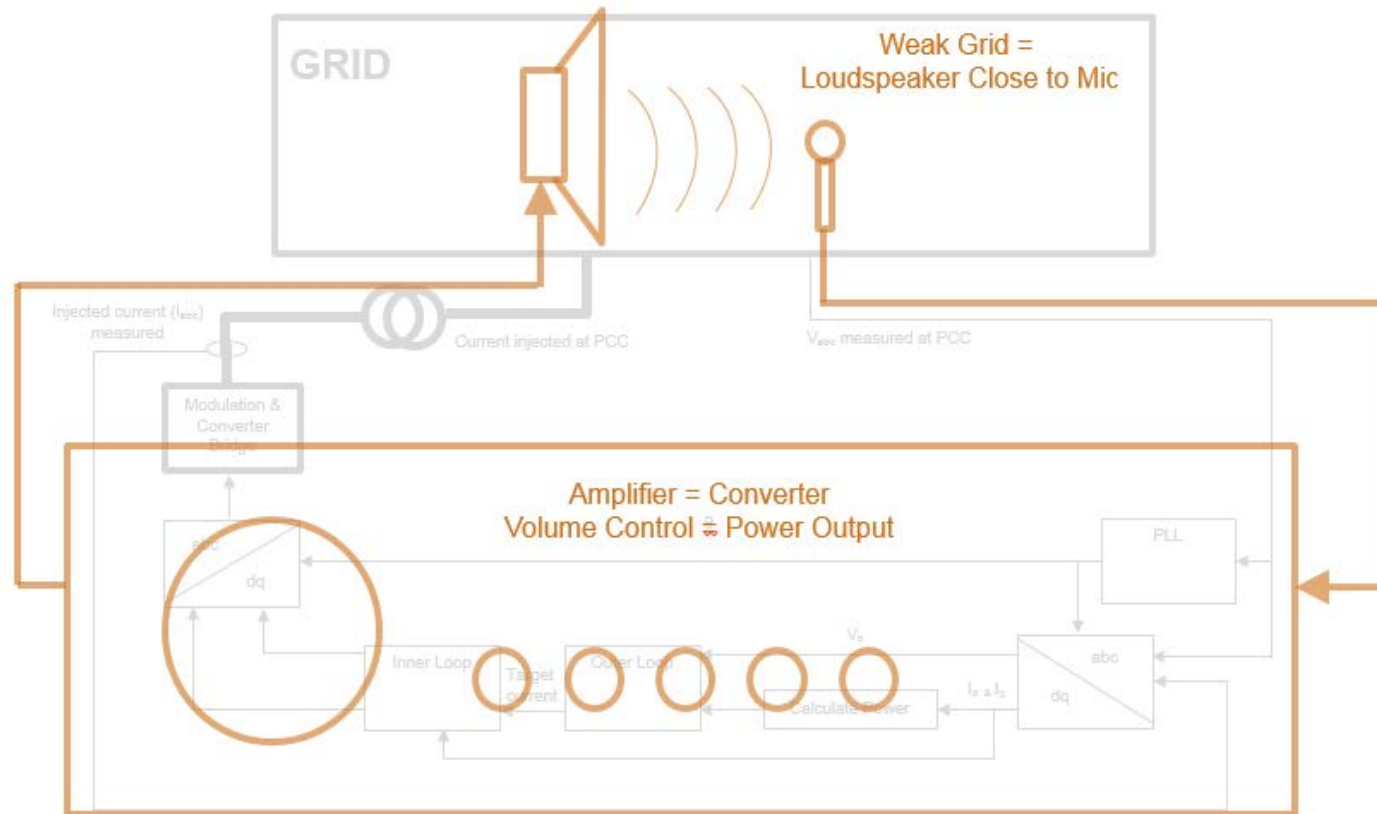 GRID
Weak Grid =
Loudspeaker Close to Mic
Injected current (Iabc)
measured
Current injected at PCC
Vabc measured at PCC
Modulation &
Converter
Bridge
Amplifier = Converter
Volume Control = Power Output
abc
dq
PLL
Inner Loop
Target
current
Outer Loop
Calculate Power
abc
dq